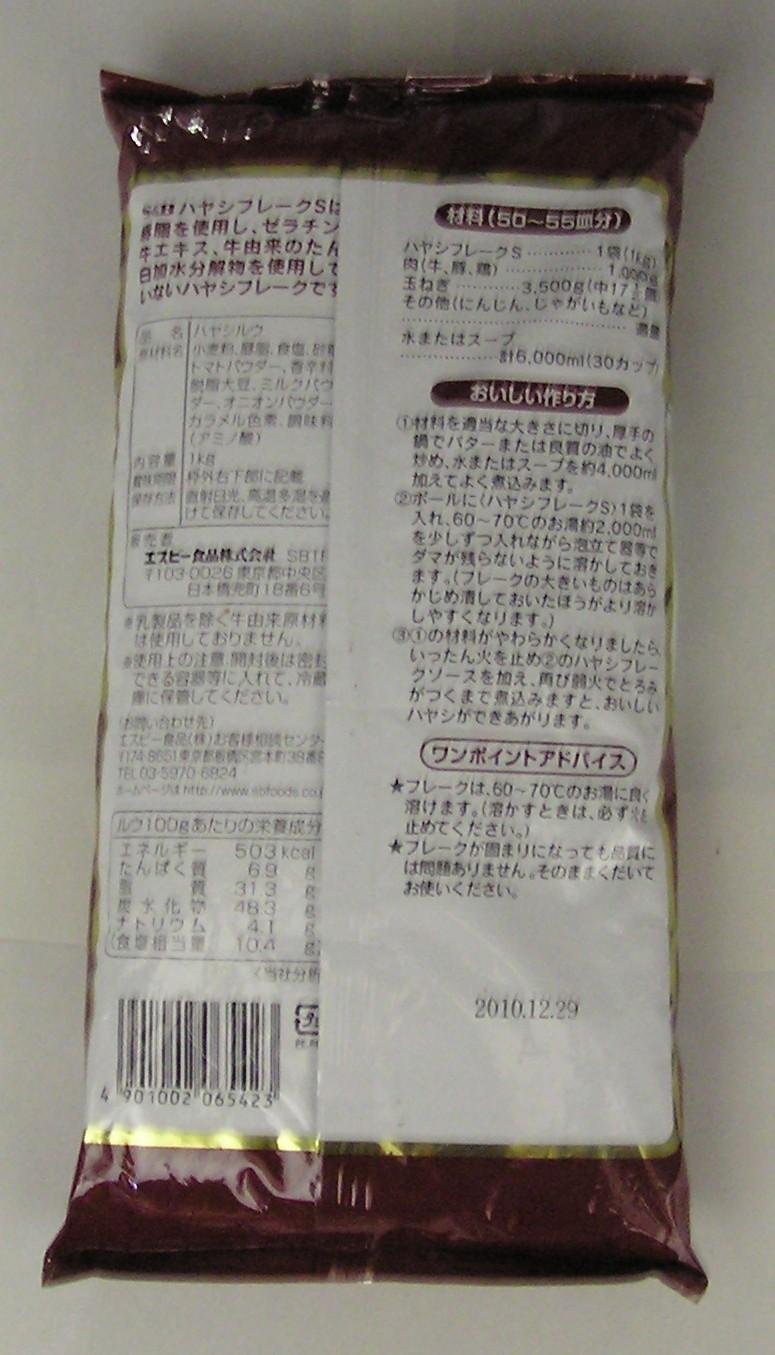 S&B ハヤシフレークSは
豚脂を使用し、ゼラチン
牛エキス、牛由来のたん
白加水分解物を使用して
いないハヤシフレークです
品 名 ハヤシルウ
原材料名 小麦粉、豚脂、食塩、砂糖
トマトパウダー、香辛料
脱脂大豆、ミルクパウ
ダー、オニオンパウダー
カラメル色素、調味料
(アミノ酸)
内容量 1kg
賞味期限 枠外右下部に記載
保存方法 直射日光、高温多湿を避
けて保存してください。
販売者
エスビー食品株式会社 SBTF
〒103-0026 東京都中央区
日本橋兜町18番6号
※乳製品を除く牛由来原材料
は使用しておりません。
※使用上の注意 開封後は密封
できる容器等に入れて、冷蔵
庫に保管してください。
(お問い合わせ先)
エスビー食品(株)お客様相談センター
〒174-8651 東京都板橋区宮本町38番8
TEL 03-5970-6824
ホームページは http://www.sbfoods.co.j
ルウ100gあたりの栄養成分
エネルギー 503 kcal
たんぱく質 6.9 g
脂 質 31.3 g
炭水化物 48.3 g
ナトリウム 4.1 g
(食塩相当量 10.4 g)
〈当社分析
4 901002 065423
材料(50〜55皿分)
ハヤシフレークS ………… 1袋(1kg)
肉(牛、豚、鶏) ………… 1,000g
玉ねぎ ………… 3,500g(中17½個)
その他(にんじん、じゃがいもなど)
………… 適量
水またはスープ
………… 計6,000ml(30カップ)
おいしい作り方
①材料を適当な大きさに切り、厚手の
鍋でバターまたは良質の油でよく
炒め、水またはスープを約4,000ml
加えてよく煮込みます。
②ボールに〈ハヤシフレークS〉1袋を
入れ、60〜70℃のお湯約2,000ml
を少しずつ入れながら泡立て器等で
ダマが残らないように溶かしておき
ます。(フレークの大きいものはあら
かじめ潰しておいたほうがより溶か
しやすくなります。)
③①の材料がやわらかくなりましたら、
いったん火を止め②のハヤシフレー
クソースを加え、再び弱火でとろみ
がつくまで煮込みますと、おいしい
ハヤシができあがります。
ワンポイントアドバイス
★フレークは、60〜70℃のお湯に良く
溶けます。(溶かすときは、必ず火を
止めてください。)
★フレークが固まりになっても品質に
は問題ありません。そのままくだいて
お使いください。
2010.12.29